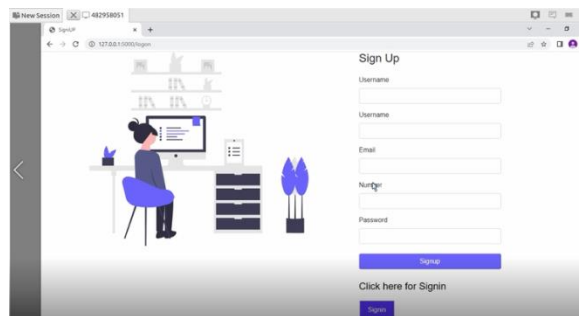 New Session 482958051
SignUP
127.0.0.1:5000/logon
Sign Up
Username
Username
Email
Number
Password
Signup
Click here for Signin
Signin